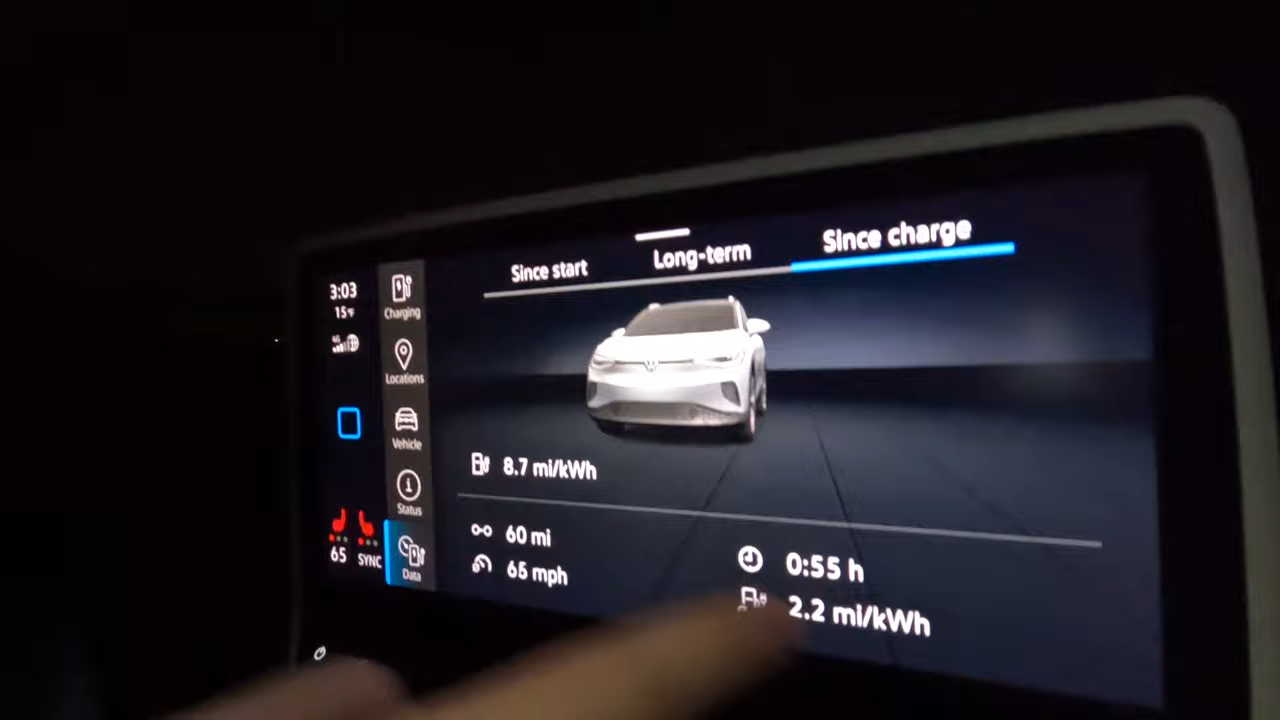 Since start
Long-term
Since charge
3:03
15°F
4G
Charging
Locations
Vehicle
Status
Data
65
SYNC
8.7 mi/kWh
60 mi
65 mph
0:55 h
2.2 mi/kWh